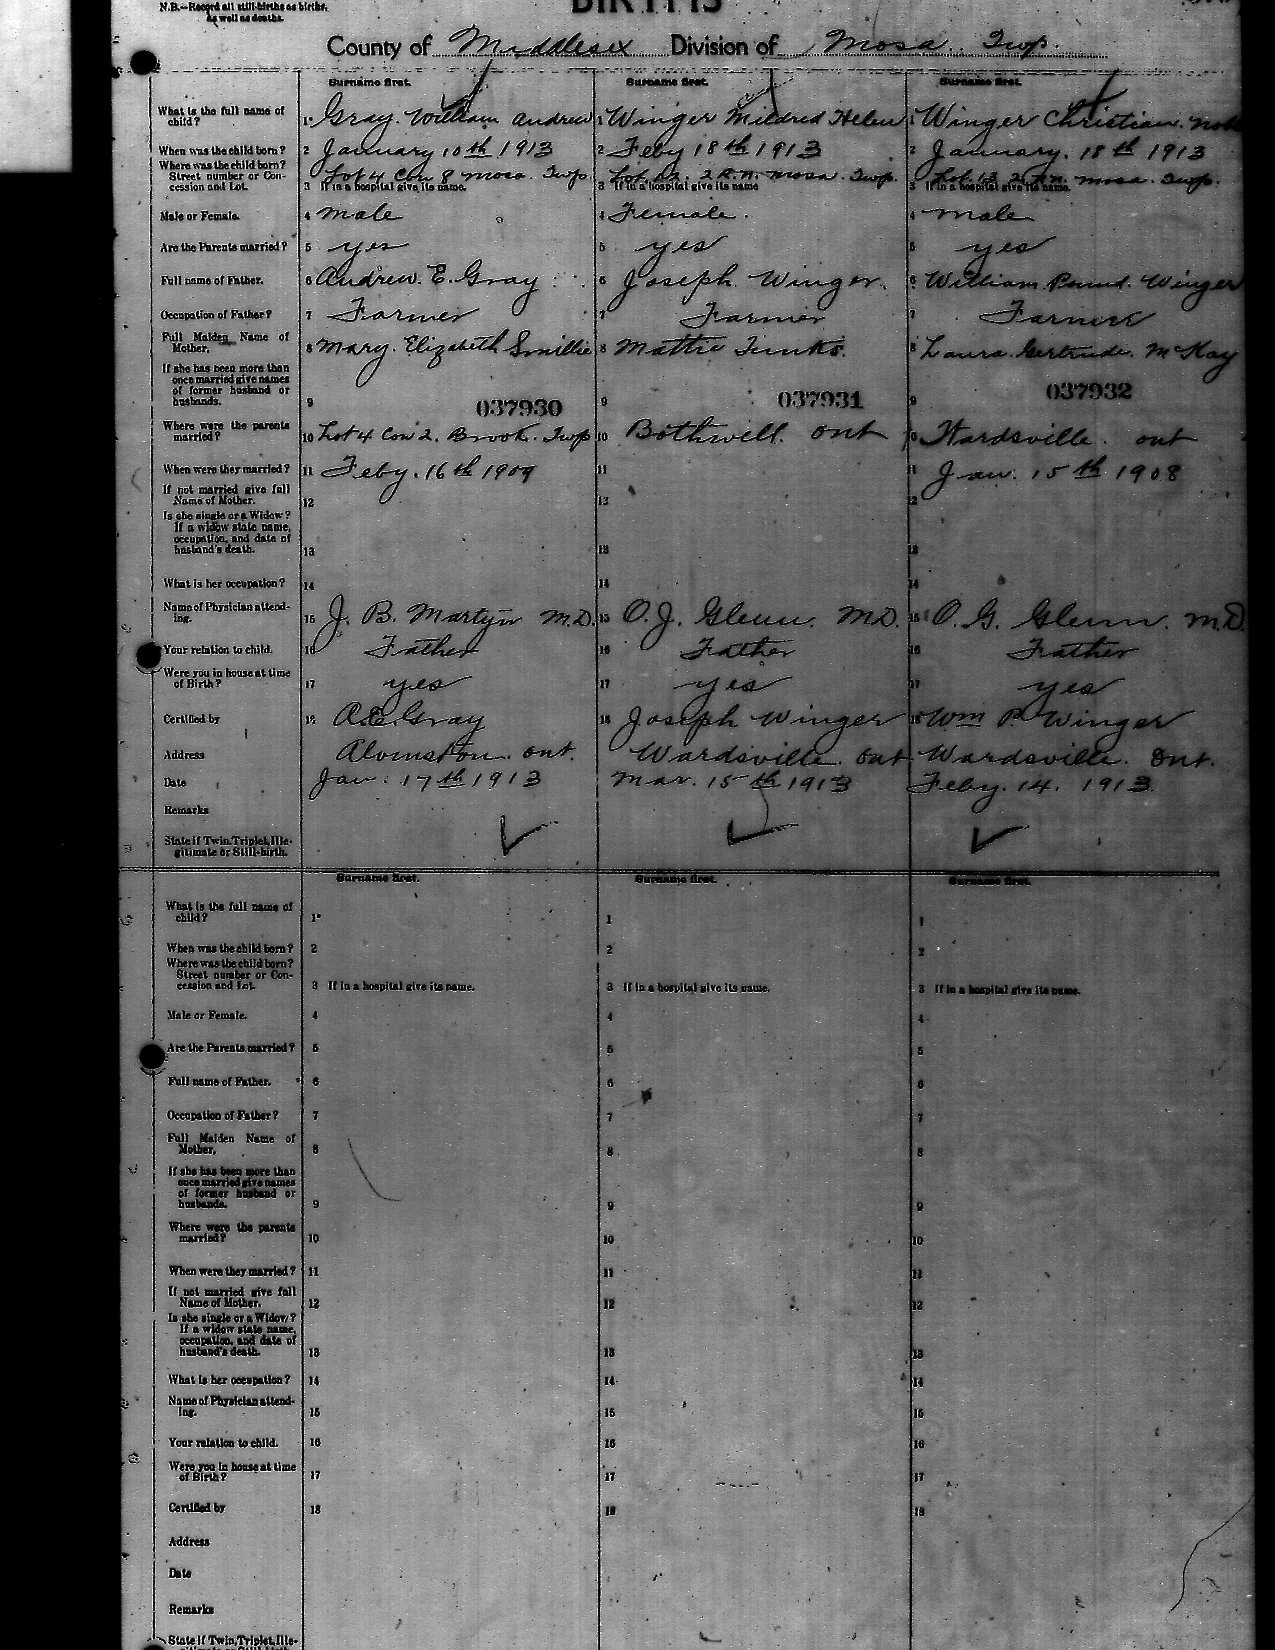 N.B.—Record all still-births as births,
as well as deaths.
BIRTHS
County of Middlesex Division of Mosa Twp.
Surname first. Surname first. Surname first.
What is the full name of child? 1 Gray. William Andrew 1 Winger Mildred Helen 1 Winger Christian.
When was the child born? 2 January 10th 1913 2 Feby 18th 1913 2 January. 18th 1913
Where was the child born? Street number or Concession and Lot. 3 Lot 4 Con 8 Mosa Twp 3 Lot 2 R.N. Mosa Twp. 3 Lot 13 2 R.N. Mosa Twp.
If in a hospital give its name. If in a hospital give its name If in a hospital give its name.
Male or Female. 4 male 4 Female. 4 male
Are the Parents married? 5 yes 5 yes 5 yes
Full name of Father. 6 Andrew. E. Gray 6 Joseph Winger. 6 William Winger
Occupation of Father? 7 Farmer 7 Farmer 7 Farmer
Full Maiden Name of Mother. 8 Mary. Elizabeth Smillie 8 Mattie 8 Laura. Gertrude. McKay
If she has been more than once married give names of former husband or husbands. 9 9 9
037930 037931 037932
Where were the parents married? 10 Lot 4 Con 2. Brook. Twp 10 Bothwell. Ont 10 Wardsville. Ont
When were they married? 11 Feby. 16th 1909 11 11 Jan. 15th 1908
If not married give full Name of Mother. 12 12 12
Is she single or a Widow? If a widow state name, occupation, and date of husband's death. 13 13 13
What is her occupation? 14 14 14
Name of Physician attending. 15 J. B. Martyn M.D. 15 O. J. Glenn. M.D. 15 O. G. Glenn. M.D.
Your relation to child. 16 Father 16 Father 16 Father
Were you in house at time of Birth? 17 yes 17 yes 17 yes
Certified by 18 A.E. Gray 18 Joseph Winger 18 Wm P. Winger
Address Alvinston. Ont. Wardsville. Ont Wardsville. Ont.
Date Jan. 17th 1913 Mar. 15th 1913 Feby. 14. 1913.
Remarks
State if Twin, Triplet, Illegitimate or Still-birth.
Surname first. Surname first. Surname first.
What is the full name of child? 1 1 1
When was the child born? 2 2 2
Where was the child born? Street number or Concession and Lot. 3 If in a hospital give its name. 3 If in a hospital give its name. 3 If in a hospital give its name.
Male or Female. 4 4 4
Are the Parents married? 5 5 5
Full name of Father. 6 6 6
Occupation of Father? 7 7 7
Full Maiden Name of Mother. 8 8 8
If she has been more than once married give names of former husband or husbands. 9 9 9
Where were the parents married? 10 10 10
When were they married? 11 11 11
If not married give full Name of Mother. 12 12 12
Is she single or a Widow? If a widow state name, occupation, and date of husband's death. 13 13 13
What is her occupation? 14 14 14
Name of Physician attending. 15 15 15
Your relation to child. 16 16 16
Were you in house at time of Birth? 17 17 17
Certified by 18 18 18
Address
Date
Remarks
State if Twin, Triplet, Ille-